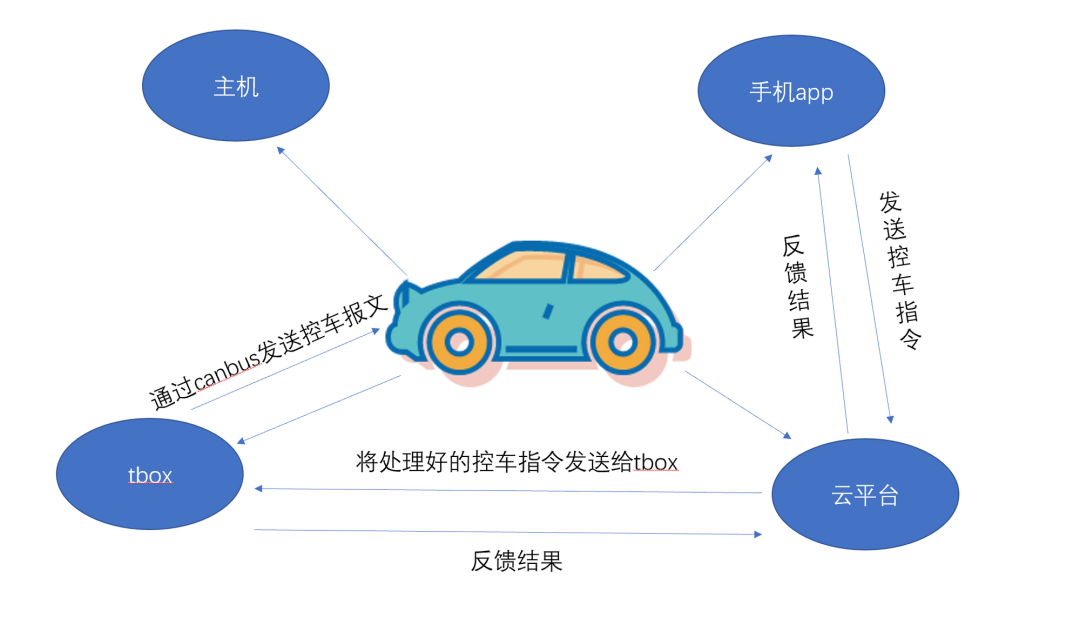 主机
手机app
发送控车指令
反馈结果
通过canbus发送控车报文
tbox
将处理好的控车指令发送给tbox
云平台
反馈结果